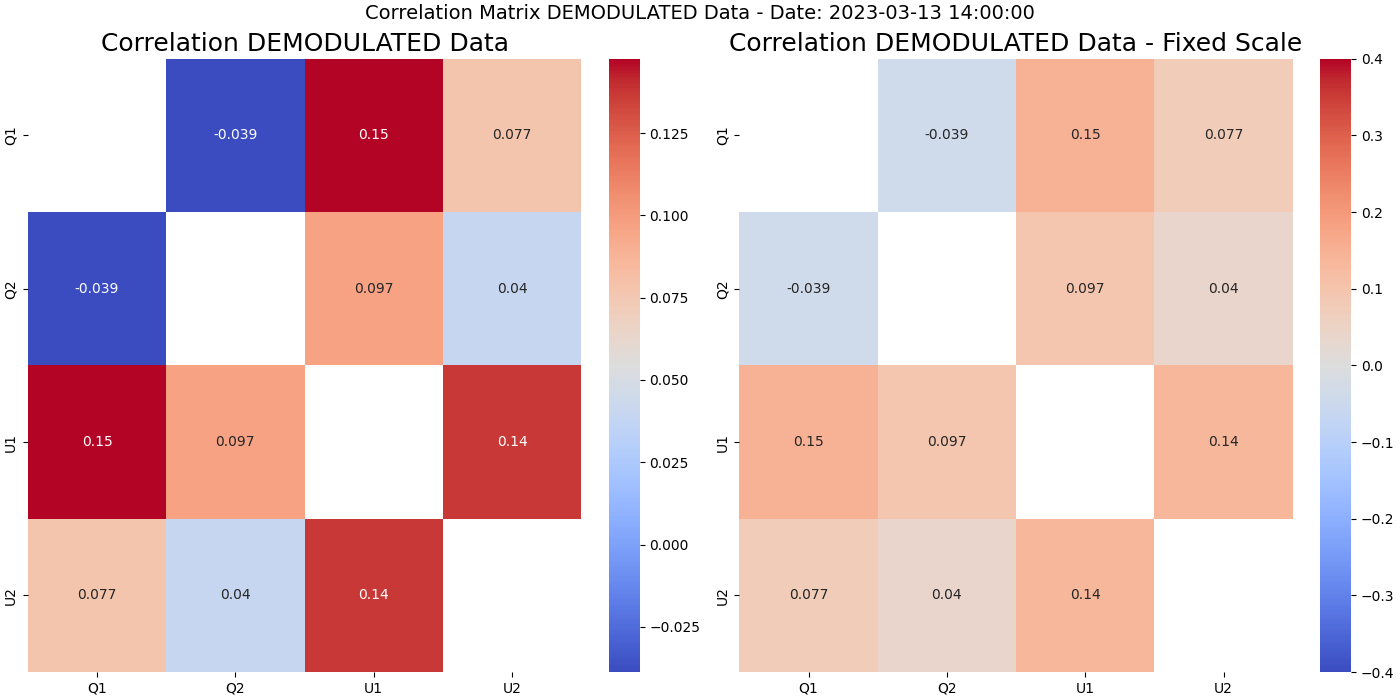 Correlation Matrix DEMODULATED Data - Date: 2023-03-13 14:00:00
Correlation DEMODULATED Data
Q1
-0.039
0.15
0.077
Q2
-0.039
0.097
0.04
U1
0.15
0.097
0.14
U2
0.077
0.04
0.14
Q1
Q2
U1
U2
0.125
0.100
0.075
0.050
0.025
0.000
−0.025
Correlation DEMODULATED Data - Fixed Scale
Q1
-0.039
0.15
0.077
Q2
-0.039
0.097
0.04
U1
0.15
0.097
0.14
U2
0.077
0.04
0.14
Q1
Q2
U1
U2
0.4
0.3
0.2
0.1
0.0
−0.1
−0.2
−0.3
−0.4